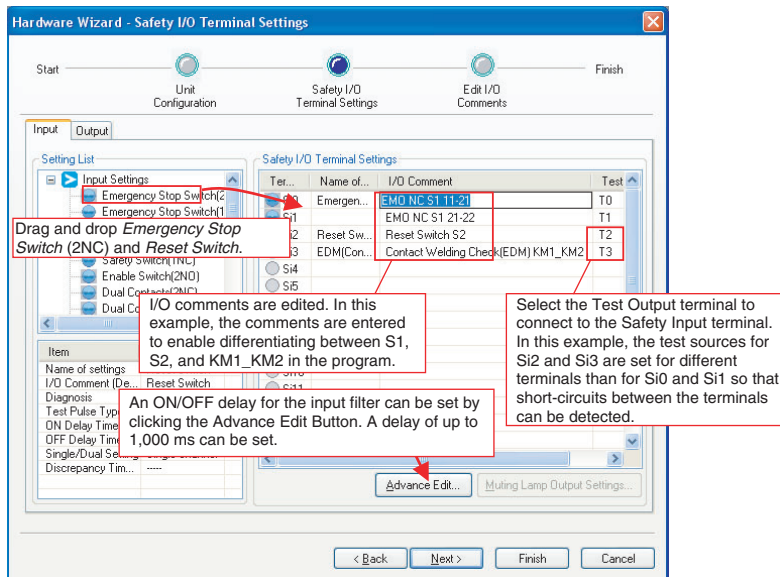 Hardware Wizard - Safety I/O Terminal Settings
Start
Unit
Configuration
Safety I/O
Terminal Settings
Edit I/O
Comments
Finish
Input
Output
Setting List
Input Settings
Emergency Stop Switch(2
Emergency Stop Switch(1
Drag and drop Emergency Stop
Switch (2NC) and Reset Switch.
Safety Switch(1NC)
Enable Switch(2NO)
Dual Contacts(2NC)
Dual Co
Safety I/O Terminal Settings
Ter... Name of... I/O Comment Test
Emergen... EMO NC S1 11-21 T0
Si1 EMO NC S1 21-22 T1
Si2 Reset Sw... Reset Switch S2 T2
EDM(Con... Contact Welding Check(EDM) KM1_KM2 T3
Si4
Si5
I/O comments are edited. In this
example, the comments are entered
to enable differentiating between S1,
S2, and KM1_KM2 in the program.
Select the Test Output terminal to
connect to the Safety Input terminal.
In this example, the test sources for
Si2 and Si3 are set for different
terminals than for Si0 and Si1 so that
short-circuits between the terminals
can be detected.
Item
Name of settings
I/O Comment (De... Reset Switch
Diagnosis
Test Pulse Typ
ON Delay Time
OFF Delay Time
Single/Dual
Discrepancy Tim... -----
An ON/OFF delay for the input filter can be set by
clicking the Advance Edit Button. A delay of up to
1,000 ms can be set.
Advance Edit...
Muting Lamp Output Settings...
< Back
Next >
Finish
Cancel